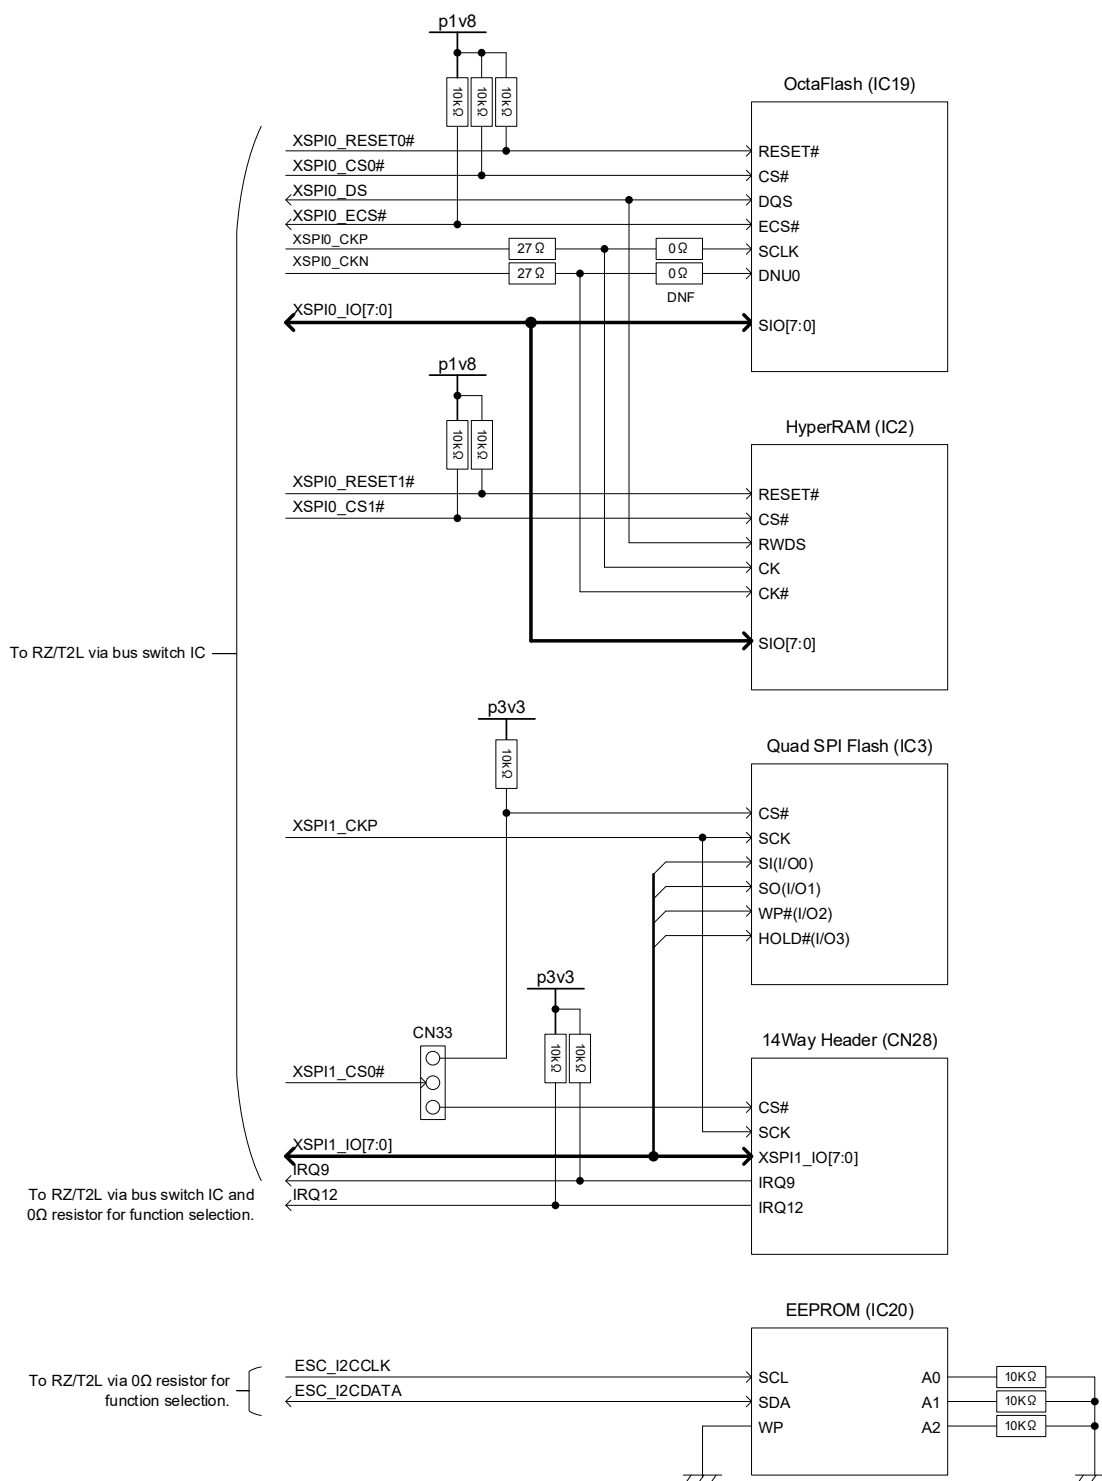 p1v8
10kΩ
10kΩ
10kΩ
OctaFlash (IC19)
XSPI0_RESET0#
RESET#
XSPI0_CS0#
CS#
XSPI0_DS
DQS
XSPI0_ECS#
ECS#
XSPI0_CKP
27 Ω
0 Ω
SCLK
XSPI0_CKN
27 Ω
0 Ω
DNU0
DNF
XSPI0_IO[7:0]
SIO[7:0]
p1v8
10kΩ
10kΩ
HyperRAM (IC2)
XSPI0_RESET1#
RESET#
XSPI0_CS1#
CS#
RWDS
CK
CK#
SIO[7:0]
To RZ/T2L via bus switch IC
p3v3
10kΩ
Quad SPI Flash (IC3)
CS#
XSPI1_CKP
SCK
SI(I/O0)
SO(I/O1)
WP#(I/O2)
HOLD#(I/O3)
p3v3
10kΩ
10kΩ
CN33
14Way Header (CN28)
XSPI1_CS0#
CS#
SCK
XSPI1_IO[7:0]
XSPI1_IO[7:0]
IRQ9
IRQ9
IRQ12
IRQ12
To RZ/T2L via bus switch IC and
0Ω resistor for function selection.
EEPROM (IC20)
To RZ/T2L via 0Ω resistor for
function selection.
ESC_I2CCLK
SCL
A0
10KΩ
ESC_I2CDATA
SDA
A1
10KΩ
WP
A2
10KΩ